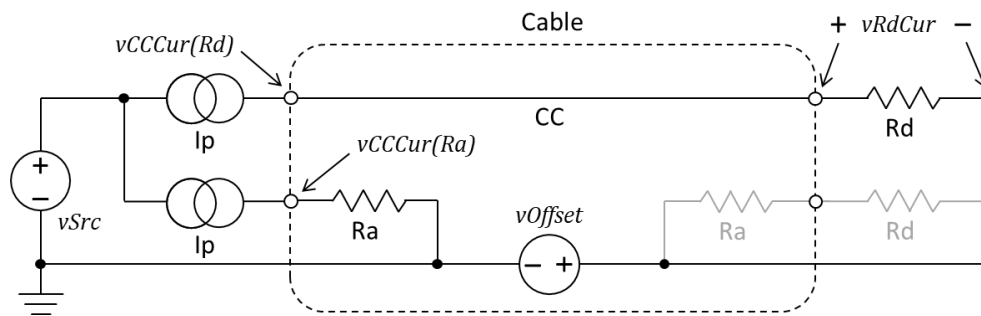 Cable
vCCCur(Rd)
+ vRdCur −
Ip
CC
Rd
vCCCur(Ra)
+
−
vSrc
Ip
Ra
vOffset
− +
Ra
Rd